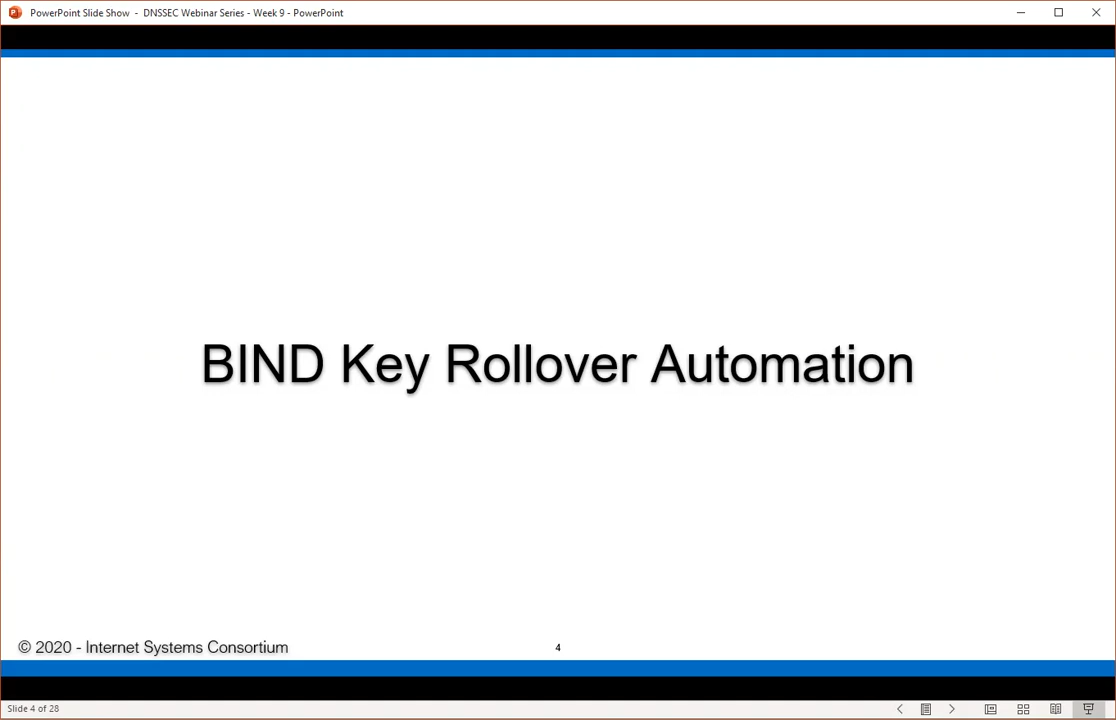 PowerPoint Slide Show - DNSSEC Webinar Series - Week 9 - PowerPoint
BIND Key Rollover Automation
© 2020 - Internet Systems Consortium
4
Slide 4 of 28